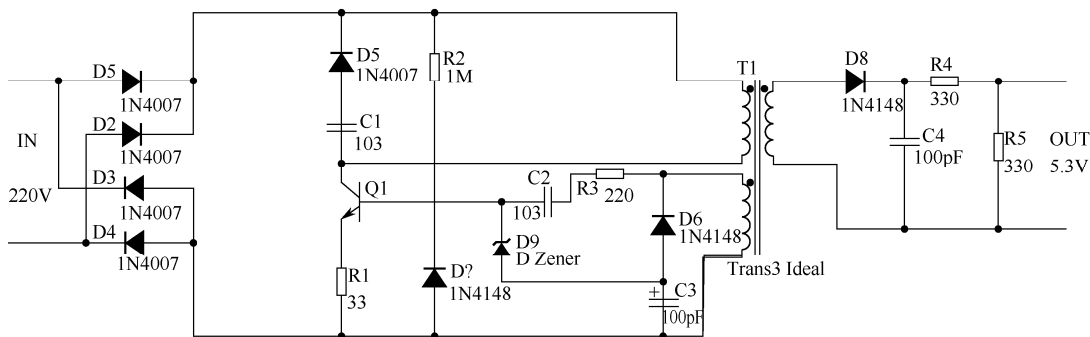 D5
1N4007
D2
1N4007
IN
220V
D3
1N4007
D4
1N4007
D5
1N4007
C1
103
R2
1M
Q1
R1
33
D?
1N4148
D9
D Zener
C2
103
R3
220
D6
1N4148
+
C3
100pF
T1
Trans3 Ideal
D8
1N4148
C4
100pF
R4
330
R5
330
OUT
5.3V